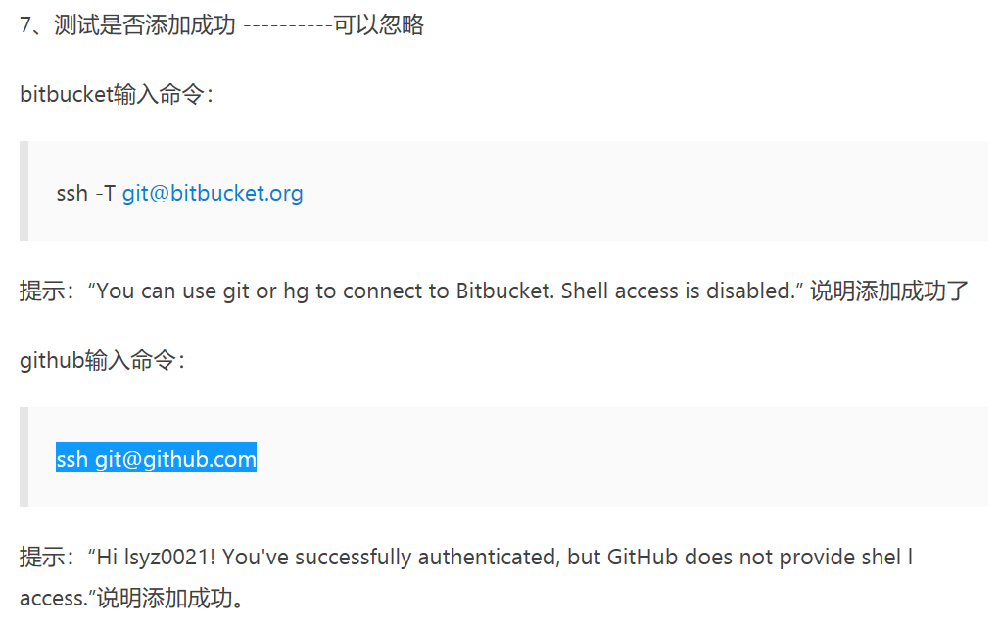 7、测试是否添加成功 ----------可以忽略
bitbucket输入命令：
ssh -T git@bitbucket.org
提示：“You can use git or hg to connect to Bitbucket. Shell access is disabled.” 说明添加成功了
github输入命令：
ssh git@github.com
提示：“Hi lsyz0021! You've successfully authenticated, but GitHub does not provide shel l
access.”说明添加成功。